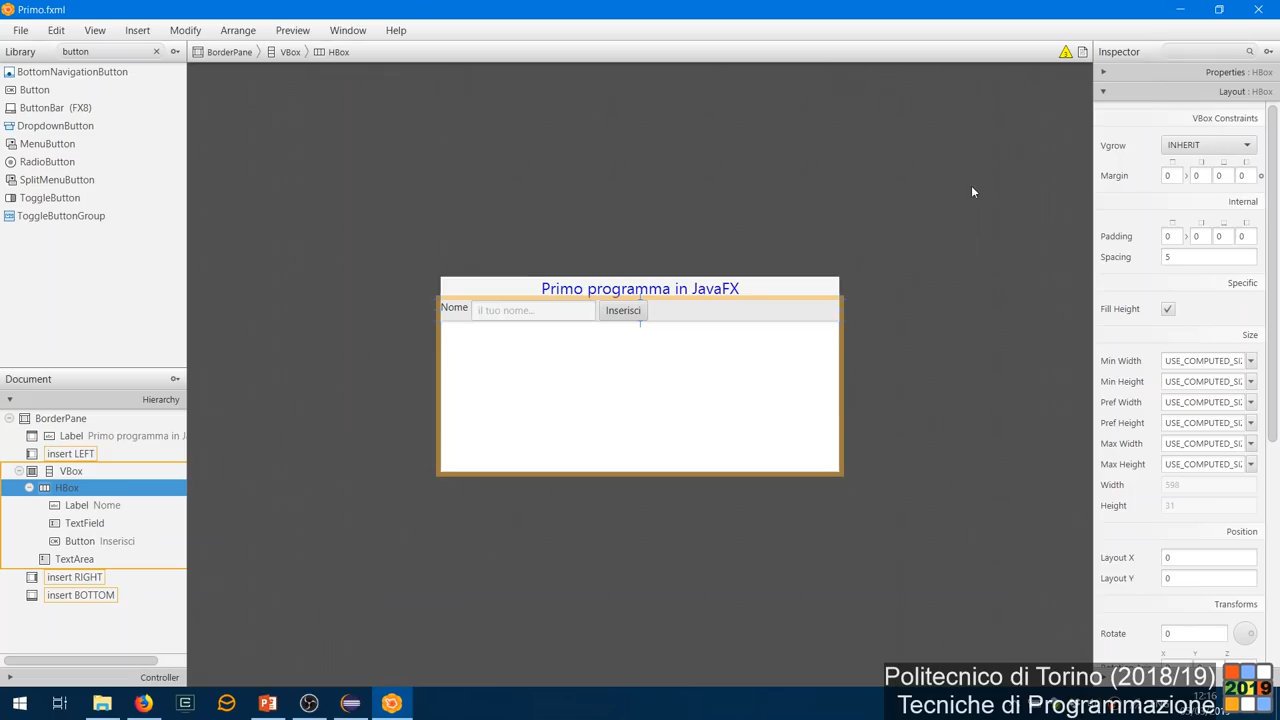 Primo.fxml
File Edit View Insert Modify Arrange Preview Window Help
Library button
BorderPane VBox HBox
Inspector
BottomNavigationButton
Button
ButtonBar (FX8)
DropdownButton
MenuButton
RadioButton
SplitMenuButton
ToggleButton
ToggleButtonGroup
Document
Hierarchy
BorderPane
Label Primo programma in J
insert LEFT
VBox
HBox
Label Nome
TextField
Button Inserisci
TextArea
insert RIGHT
insert BOTTOM
Controller
Primo programma in JavaFX
Nome il tuo nome... Inserisci
Properties : HBox
Layout : HBox
VBox Constraints
Vgrow INHERIT
Margin 0 0 0 0
Internal
Padding 0 0 0 0
Spacing 5
Specific
Fill Height
Size
Min Width USE_COMPUTED_SI
Min Height USE_COMPUTED_SI
Pref Width USE_COMPUTED_SI
Pref Height USE_COMPUTED_SI
Max Width USE_COMPUTED_SI
Max Height USE_COMPUTED_SI
Width 598
Height 31
Position
Layout X 0
Layout Y 0
Transforms
Rotate 0
X Y Z
Politecnico di Torino (2018/19)
Tecniche di Programmazione
2019
12:16